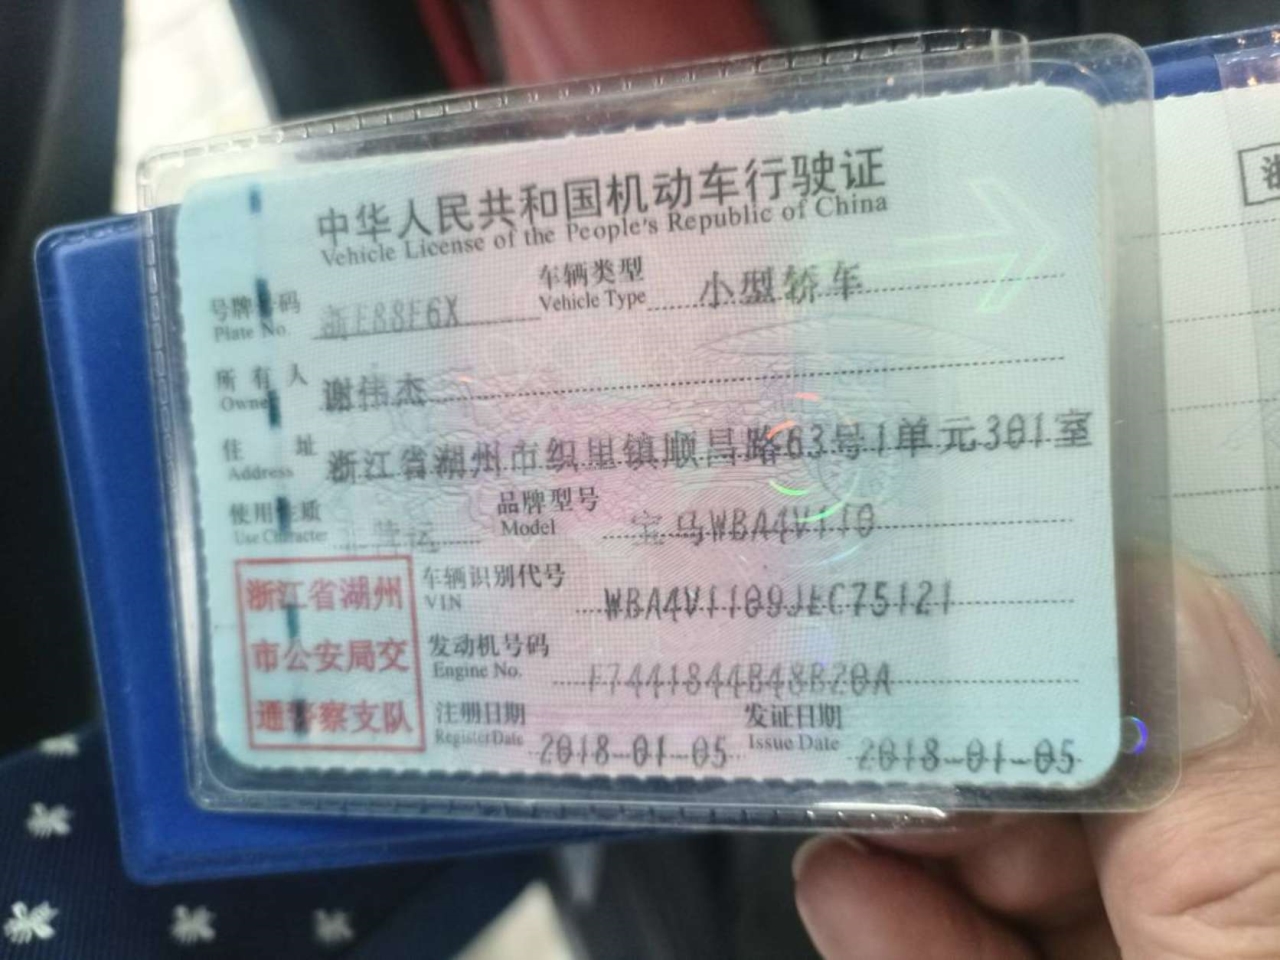 中华人民共和国机动车行驶证
Vehicle License of the People's Republic of China
号牌号码 浙E88F6X 车辆类型 小型轿车
Plate No. Vehicle Type
所有人 谢伟杰
Owner
住址 浙江省湖州市织里镇顺昌路63号1单元301室
Address
使用性质 营运 品牌型号 宝马WBA4V110
Use Character Model
浙江省湖州
市公安局交
通警察支队
车辆识别代号 WBA4V1109JEC75121
VIN
发动机号码 F7441844B48B20A
Engine No.
注册日期 2018-01-05 发证日期 2018-01-05
Register Date Issue Date